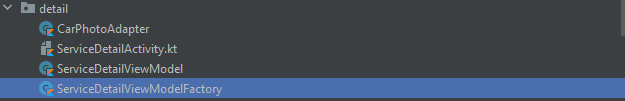 detail
CarPhotoAdapter
ServiceDetailActivity.kt
ServiceDetailViewModel
ServiceDetailViewModelFactory